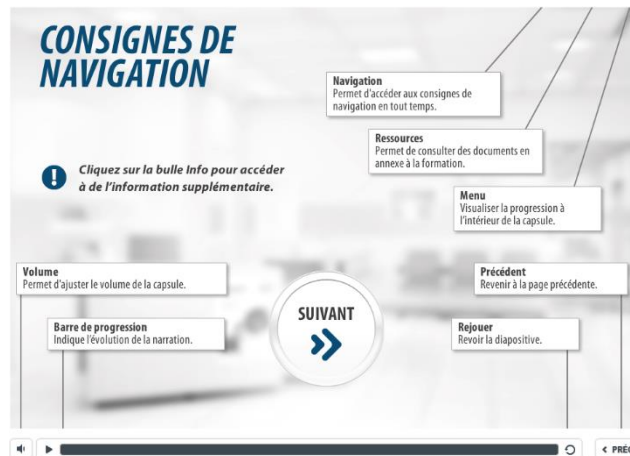 CONSIGNES DE
NAVIGATION
Navigation
Permet d'accéder aux consignes de
navigation en tout temps.
Ressources
Permet de consulter des documents en
annexe à la formation.
Cliquez sur la bulle Info pour accéder
à de l'information supplémentaire.
Menu
Visualiser la progression à
l'intérieur de la capsule.
Volume
Permet d'ajuster le volume de la capsule.
Précédent
Revenir à la page précédente.
SUIVANT
Barre de progression
Indique l'évolution de la narration.
Rejouer
Revoir la diapositive.